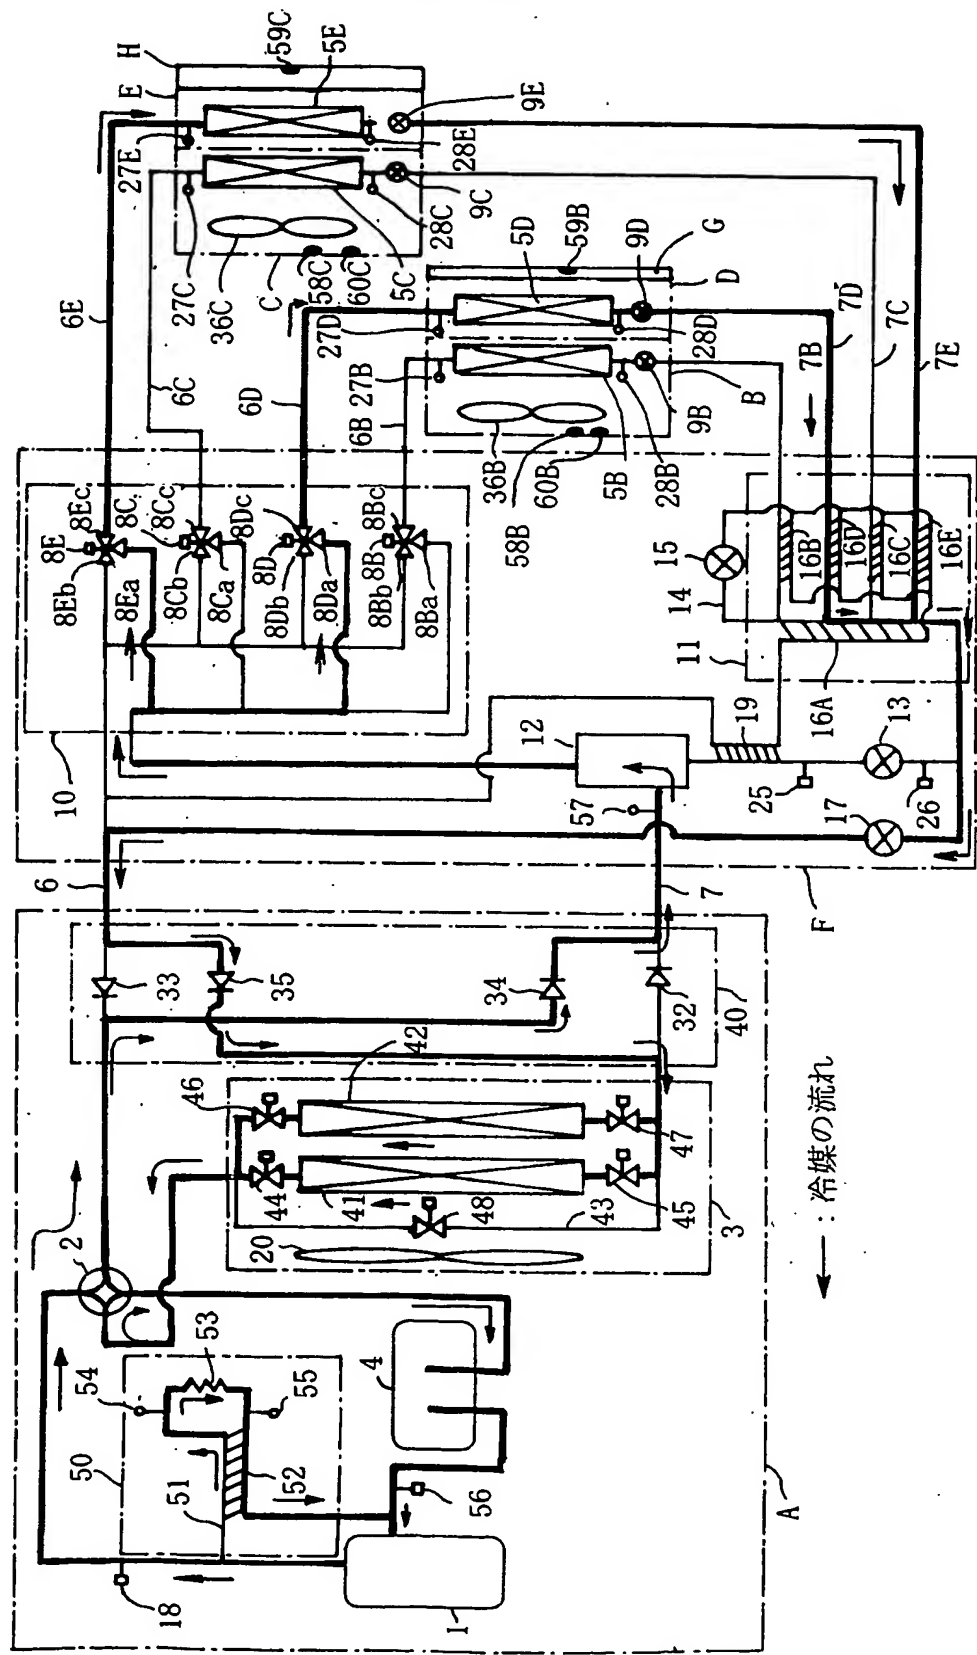 18
1
50
51
52
53
54
55
56
4
2
A
20
3
44
46
41
42
48
43
45
47
33
35
34
32
40
6
7
F
10
57
12
19
25
26
17
13
16A
11
14
15
16B
16D
16C
16E
8Eb
8E
8Ec
8Ea
8Cb
8C
8Cc
8Ca
8Db
8D
8Dc
8Da
8Bb
8B
8Bc
8Ba
6E
6C
6D
6B
36C
27C
27E
E
H
59C
5E
C
58C
60C
5C
28C
9C
28E
9E
27D
27B
36B
58B
60B
5B
28B
9B
B
5D
59B
28D
9D
G
D
7B
7D
7C
7E
:冷媒の流れ